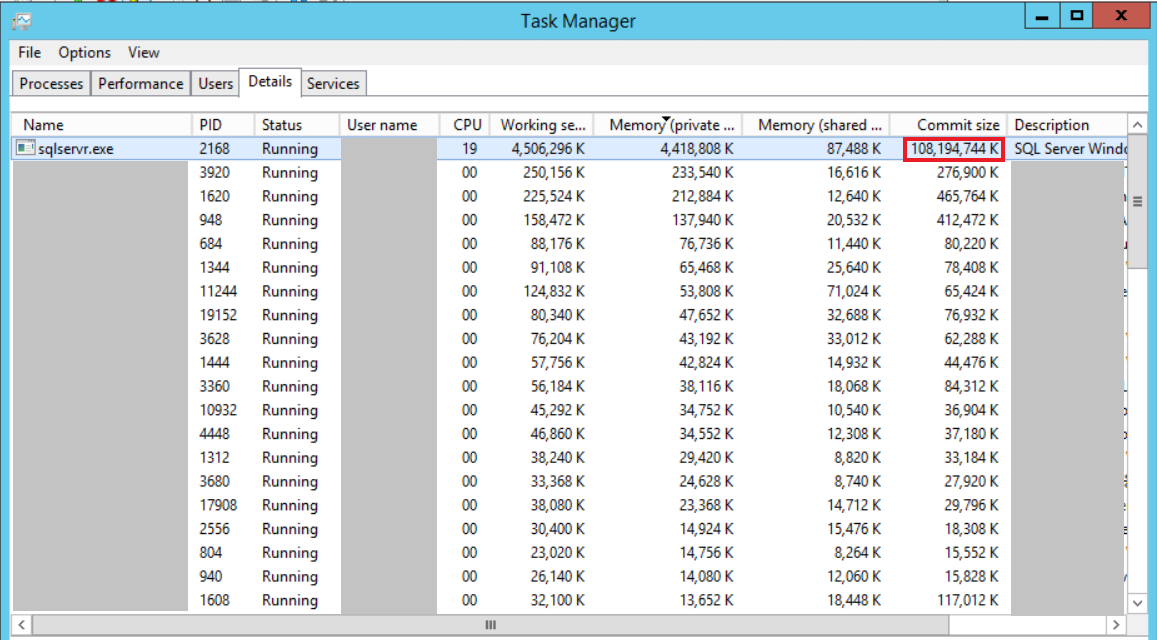 Task Manager
File Options View
Processes Performance Users Details Services
Name PID Status User name CPU Working se... Memory (private ... Memory (shared ... Commit size Description
sqlservr.exe 2168 Running 19 4,506,296 K 4,418,808 K 87,488 K 108,194,744 K SQL Server Windo
3920 Running 00 250,156 K 233,540 K 16,616 K 276,900 K
1620 Running 00 225,524 K 212,884 K 12,640 K 465,764 K
948 Running 00 158,472 K 137,940 K 20,532 K 412,472 K
684 Running 00 88,176 K 76,736 K 11,440 K 80,220 K
1344 Running 00 91,108 K 65,468 K 25,640 K 78,408 K
11244 Running 00 124,832 K 53,808 K 71,024 K 65,424 K
19152 Running 00 80,340 K 47,652 K 32,688 K 76,932 K
3628 Running 00 76,204 K 43,192 K 33,012 K 62,288 K
1444 Running 00 57,756 K 42,824 K 14,932 K 44,476 K
3360 Running 00 56,184 K 38,116 K 18,068 K 84,312 K
10932 Running 00 45,292 K 34,752 K 10,540 K 36,904 K
4448 Running 00 46,860 K 34,552 K 12,308 K 37,180 K
1312 Running 00 38,240 K 29,420 K 8,820 K 33,184 K
3680 Running 00 33,368 K 24,628 K 8,740 K 27,920 K
17908 Running 00 38,080 K 23,368 K 14,712 K 29,796 K
2556 Running 00 30,400 K 14,924 K 15,476 K 18,308 K
804 Running 00 23,020 K 14,756 K 8,264 K 15,552 K
940 Running 00 26,140 K 14,080 K 12,060 K 15,828 K
1608 Running 00 32,100 K 13,652 K 18,448 K 117,012 K